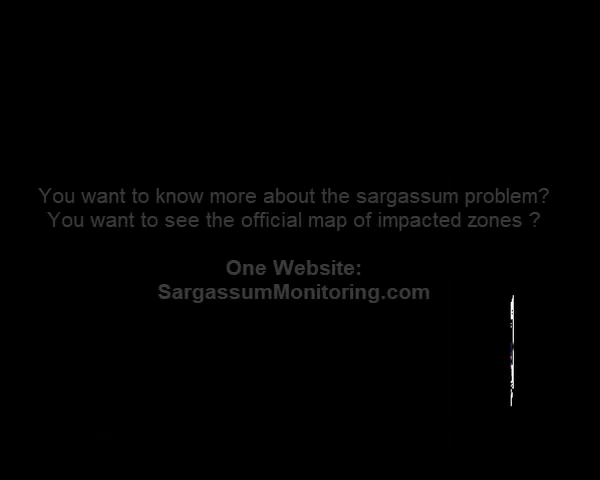 You want to know more about the sargassum problem?
You want to see the official map of impacted zones ?
One Website:
SargassumMonitoring.com